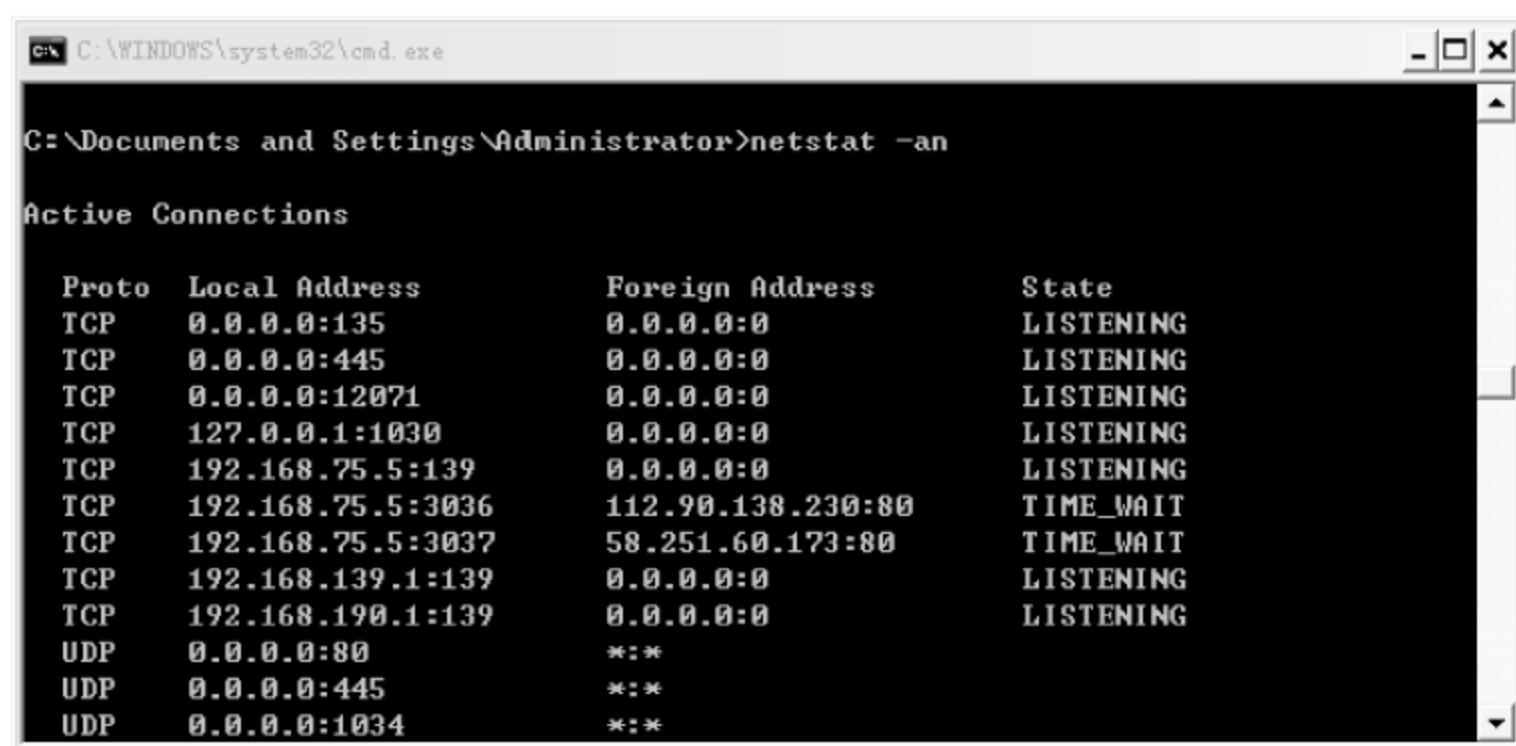 C:\WINDOWS\system32\cmd.exe
C:\Documents and Settings\Administrator>netstat -an
Active Connections
Proto Local Address Foreign Address State
TCP 0.0.0.0:135 0.0.0.0:0 LISTENING
TCP 0.0.0.0:445 0.0.0.0:0 LISTENING
TCP 0.0.0.0:12071 0.0.0.0:0 LISTENING
TCP 127.0.0.1:1030 0.0.0.0:0 LISTENING
TCP 192.168.75.5:139 0.0.0.0:0 LISTENING
TCP 192.168.75.5:3036 112.90.138.230:80 TIME_WAIT
TCP 192.168.75.5:3037 58.251.60.173:80 TIME_WAIT
TCP 192.168.139.1:139 0.0.0.0:0 LISTENING
TCP 192.168.190.1:139 0.0.0.0:0 LISTENING
UDP 0.0.0.0:80 *:*
UDP 0.0.0.0:445 *:*
UDP 0.0.0.0:1034 *:*